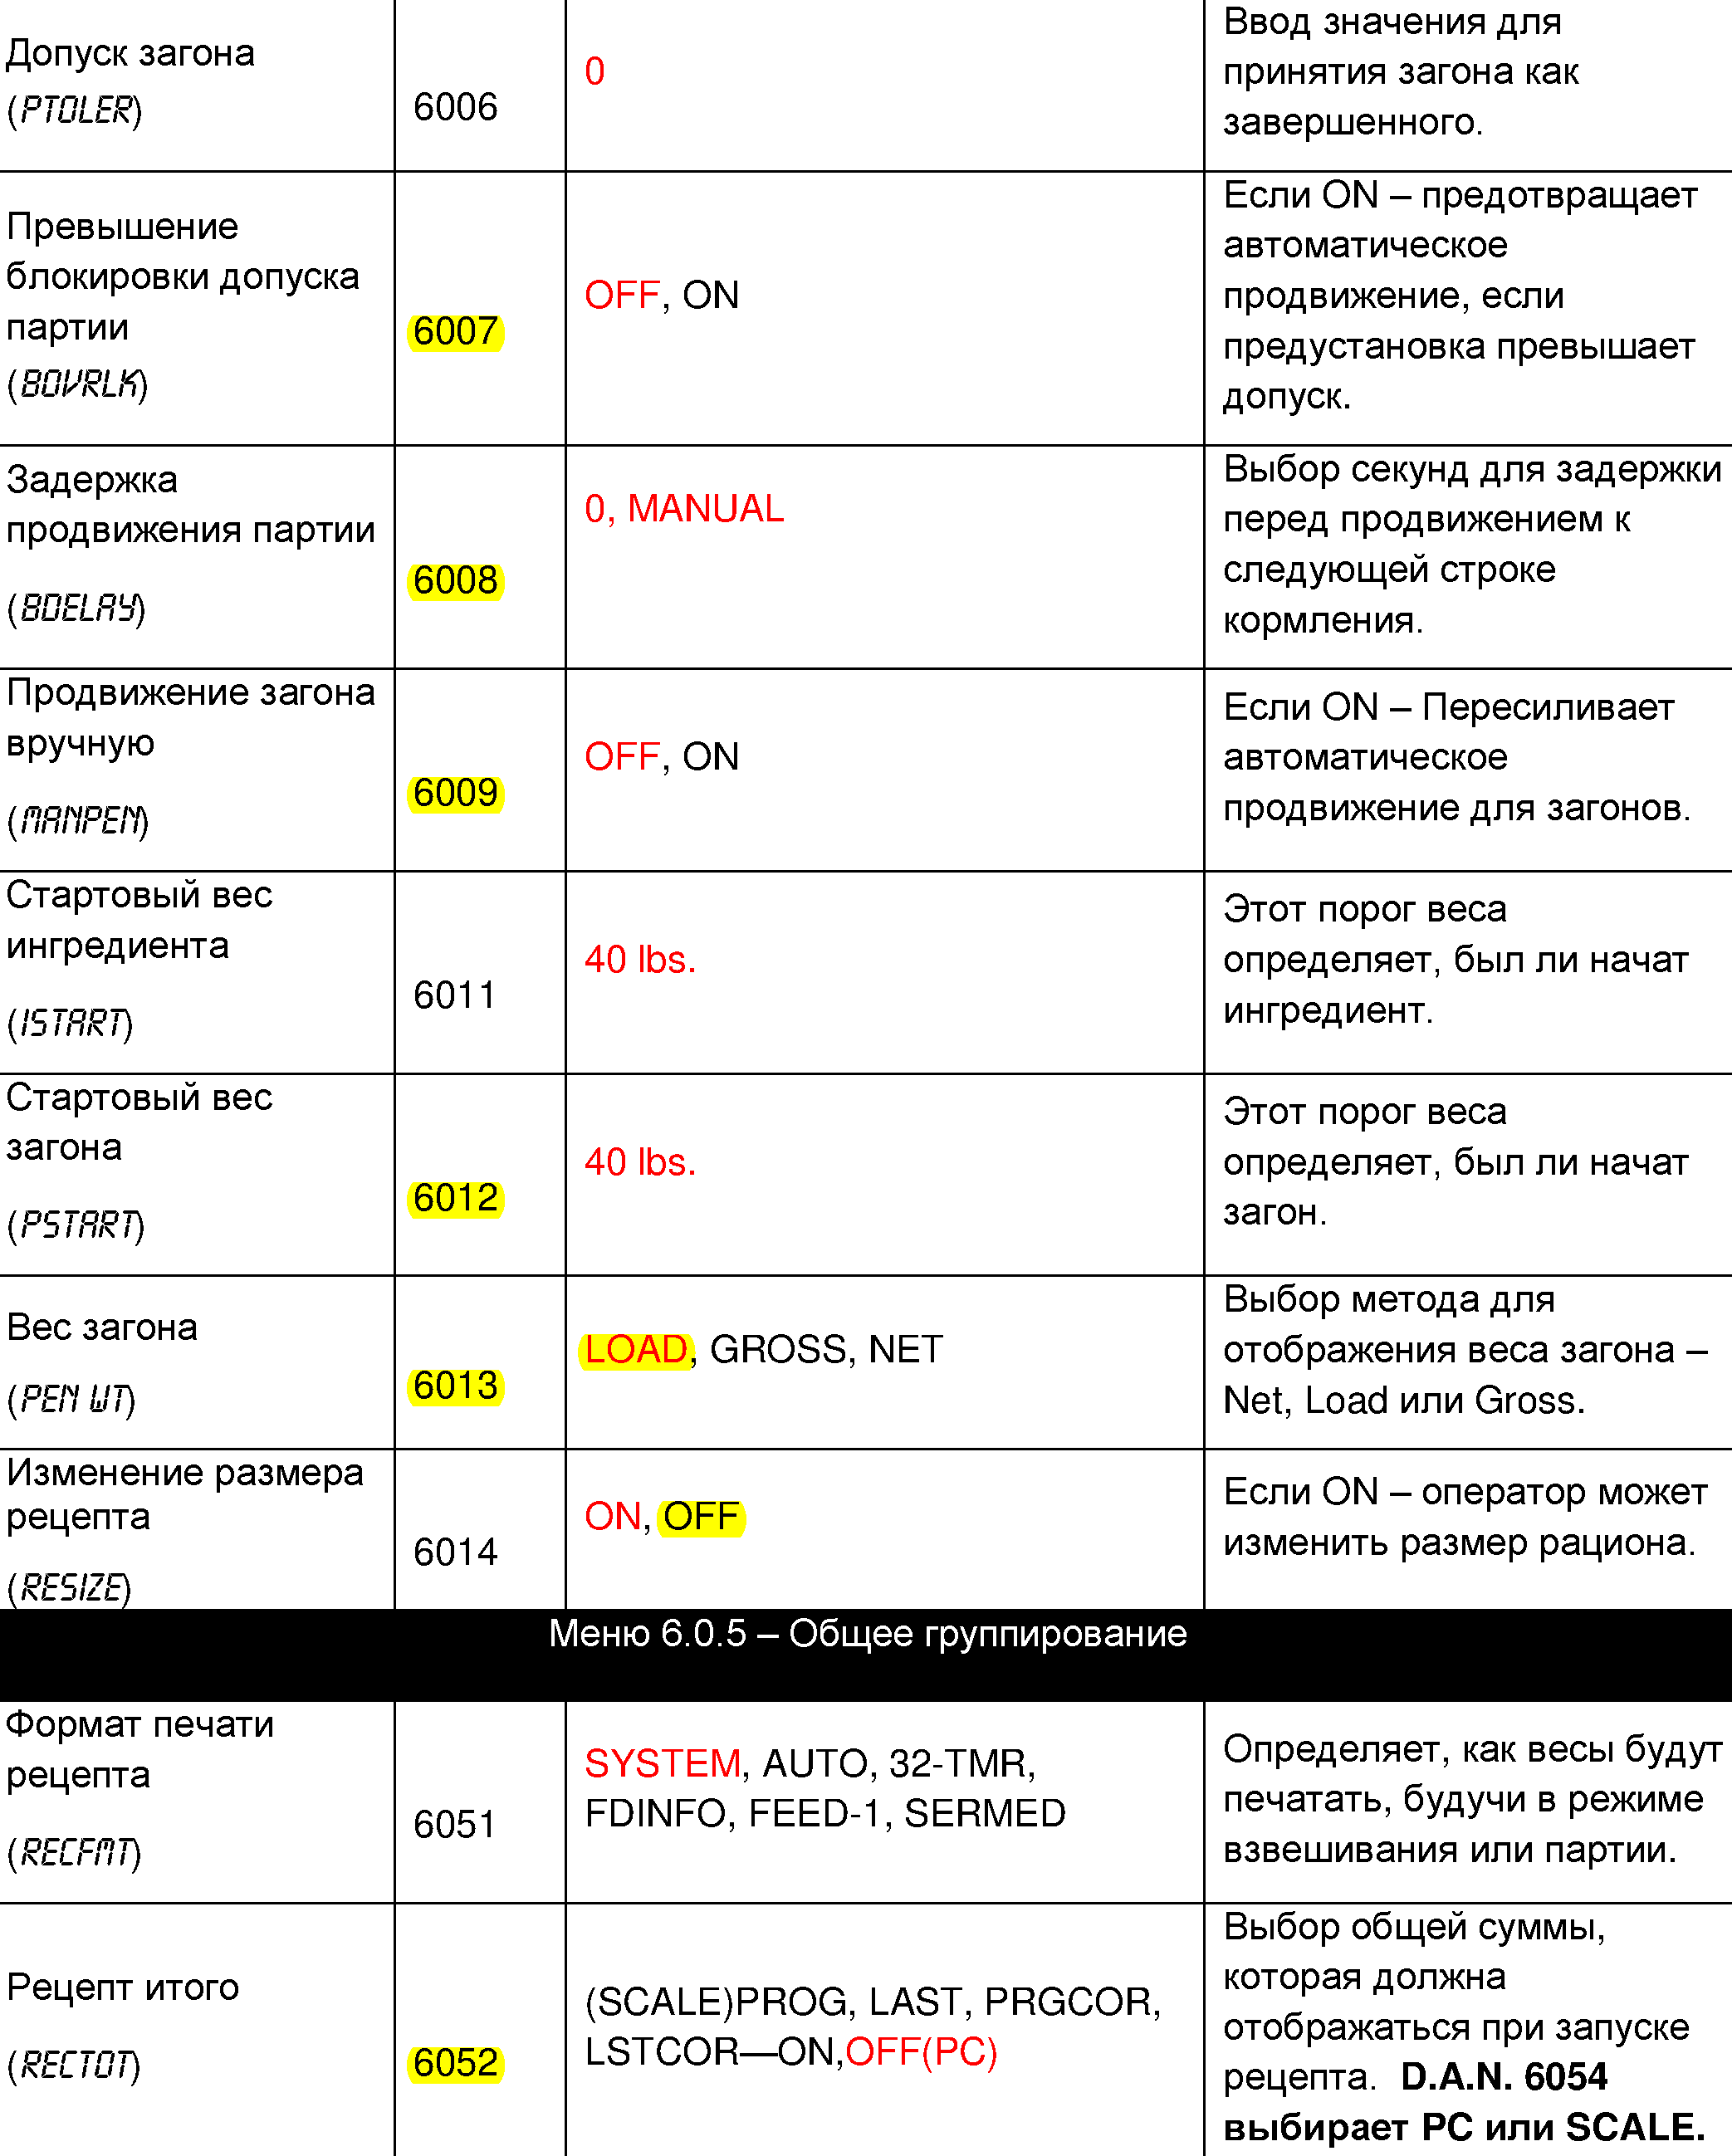 Допуск загона
(PTOLER)
6006
0
Ввод значения для
принятия загона как
завершенного.
Превышение
блокировки допуска
партии
(BOVRLK)
6007
OFF, ON
Если ON – предотвращает
автоматическое
продвижение, если
предустановка превышает
допуск.
Задержка
продвижения партии
(BDELAY)
6008
0, MANUAL
Выбор секунд для задержки
перед продвижением к
следующей строке
кормления.
Продвижение загона
вручную
(MANPEN)
6009
OFF, ON
Если ON – Пересиливает
автоматическое
продвижение для загонов.
Стартовый вес
ингредиента
(ISTART)
6011
40 lbs.
Этот порог веса
определяет, был ли начат
ингредиент.
Стартовый вес
загона
(PSTART)
6012
40 lbs.
Этот порог веса
определяет, был ли начат
загон.
Вес загона
(PEN WT)
6013
LOAD, GROSS, NET
Выбор метода для
отображения веса загона –
Net, Load или Gross.
Изменение размера
рецепта
(RESIZE)
6014
ON, OFF
Если ON – оператор может
изменить размер рациона.
Меню 6.0.5 – Общее группирование
Формат печати
рецепта
(RECFMT)
6051
SYSTEM, AUTO, 32-TMR,
FDINFO, FEED-1, SERMED
Определяет, как весы будут
печатать, будучи в режиме
взвешивания или партии.
Рецепт итого
(RECTOT)
6052
(SCALE)PROG, LAST, PRGCOR,
LSTCOR—ON,OFF(PC)
Выбор общей суммы,
которая должна
отображаться при запуске
рецепта. D.A.N. 6054
выбирает PC или SCALE.